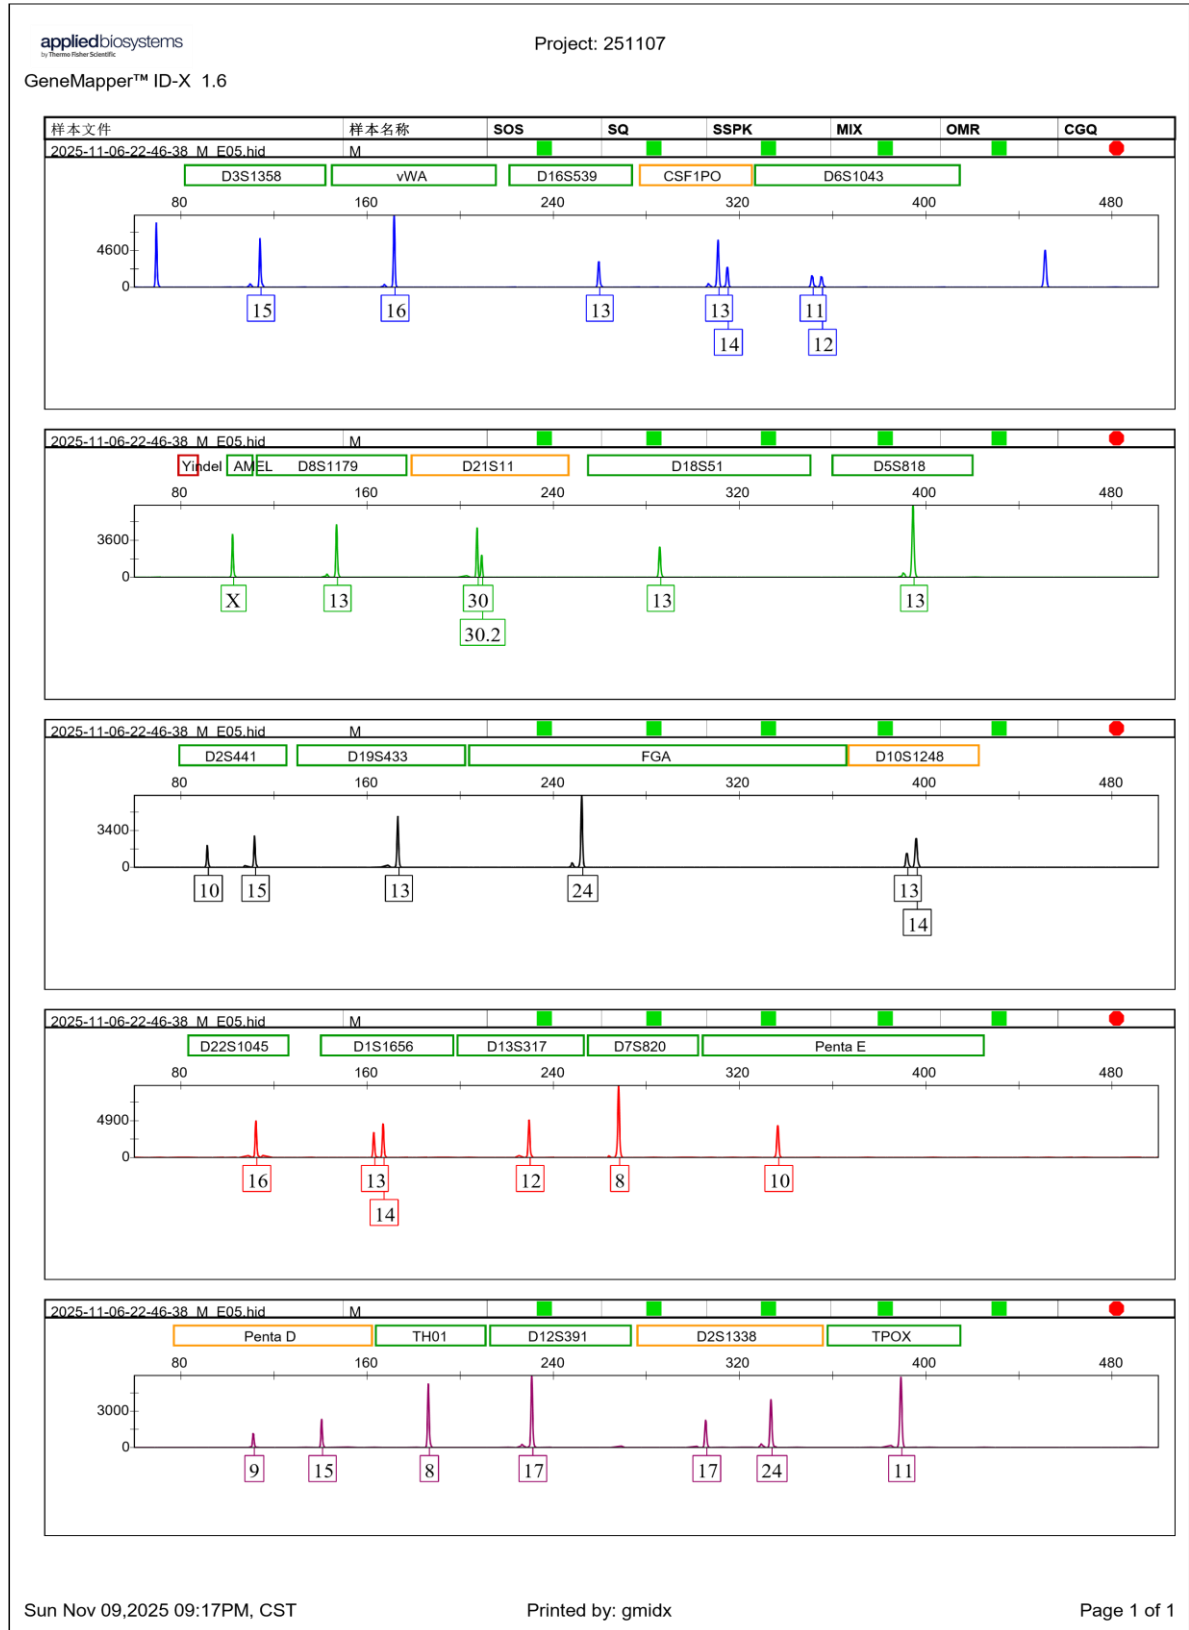 appliedbiosystems
by Thermo Fisher Scientific
Project: 251107
GeneMapper™ ID-X 1.6
样本文件 样本名称 SOS SQ SSPK MIX OMR CGQ
2025-11-06-22-46-38_M_E05.hid M
D3S1358 vWA D16S539 CSF1PO D6S1043
80 160 240 320 400 480
4600
0
15 16 13 13 11
14 12
2025-11-06-22-46-38_M_E05.hid M
Yindel AMEL D8S1179 D21S11 D18S51 D5S818
80 160 240 320 400 480
3600
0
X 13 30 13 13
30.2
2025-11-06-22-46-38_M_E05.hid M
D2S441 D19S433 FGA D10S1248
80 160 240 320 400 480
3400
0
10 15 13 24 13
14
2025-11-06-22-46-38_M_E05.hid M
D22S1045 D1S1656 D13S317 D7S820 Penta E
80 160 240 320 400 480
4900
0
16 13 12 8 10
14
2025-11-06-22-46-38_M_E05.hid M
Penta D TH01 D12S391 D2S1338 TPOX
80 160 240 320 400 480
3000
0
9 15 8 17 17 24 11
Sun Nov 09,2025 09:17PM, CST Printed by: gmidx Page 1 of 1